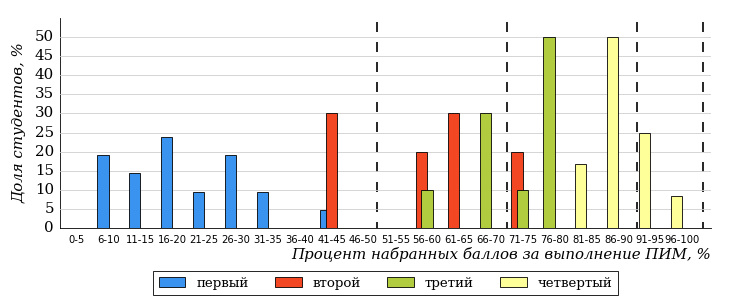 Доля студентов, %
50
45
40
35
30
25
20
15
10
5
0
0-5 6-10 11-15 16-20 21-25 26-30 31-35 36-40 41-45 46-50 51-55 56-60 61-65 66-70 71-75 76-80 81-85 86-90 91-95 96-100
Процент набранных баллов за выполнение ПИМ, %
первый второй третий четвертый